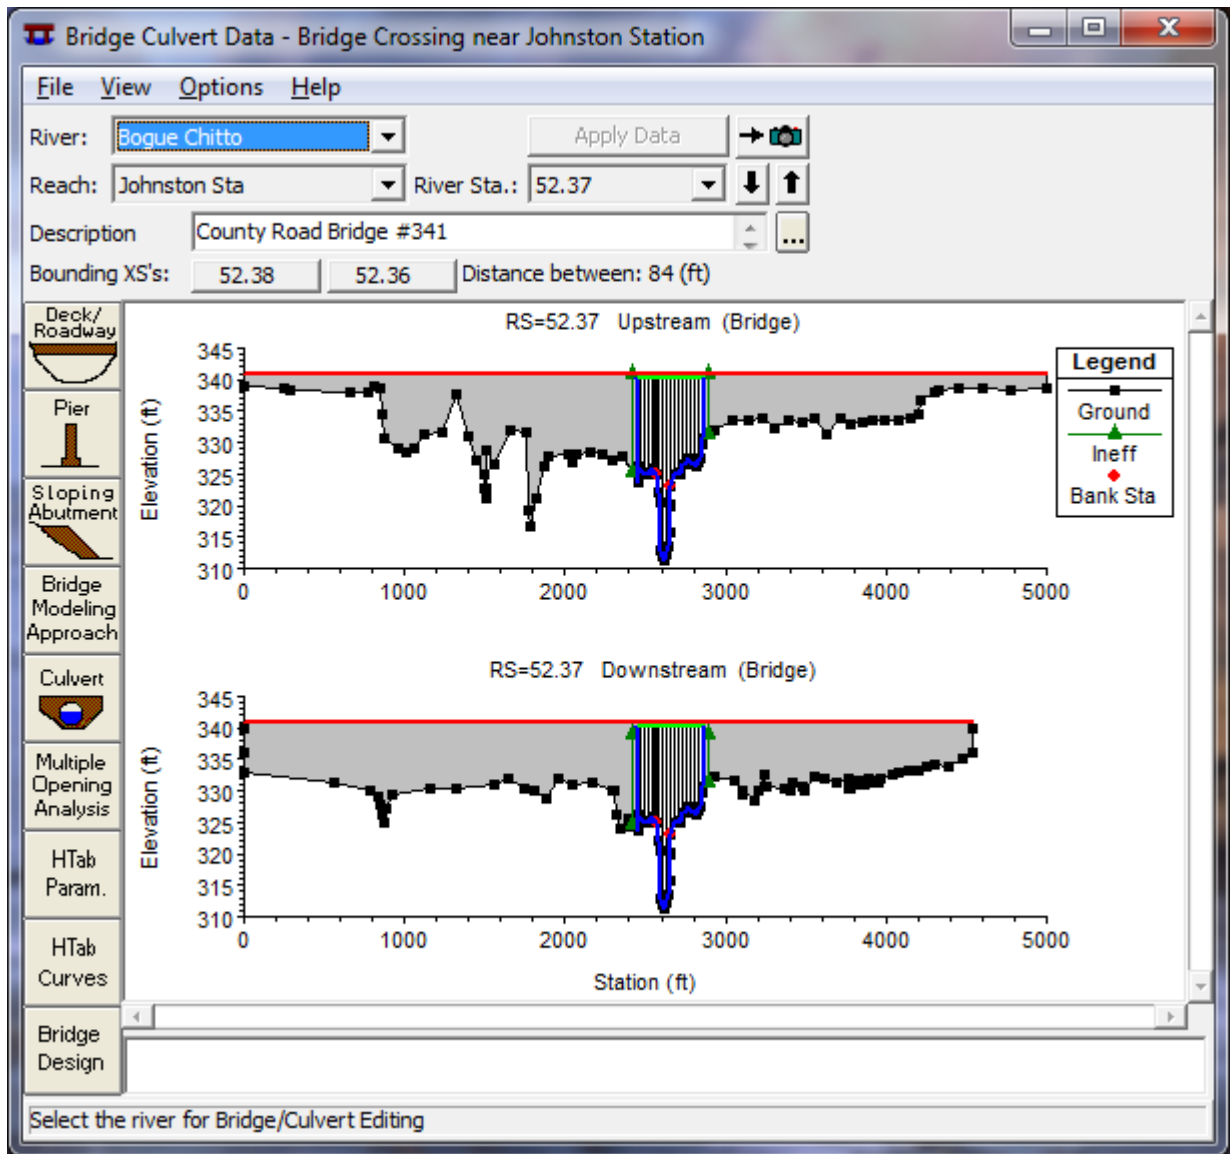 Bridge Culvert Data - Bridge Crossing near Johnston Station
File View Options Help
River: Bogue Chitto Apply Data
Reach: Johnston Sta River Sta.: 52.37
Description County Road Bridge #341 ...
Bounding XS's: 52.38 52.36 Distance between: 84 (ft)
Deck/
Roadway
Pier
Sloping
Abutment
Bridge
Modeling
Approach
Culvert
Multiple
Opening
Analysis
HTab
Param.
HTab
Curves
Bridge
Design
RS=52.37 Upstream (Bridge)
345
340
335
330
325
320
315
310
Elevation (ft)
0 1000 2000 3000 4000 5000
Legend
Ground
Ineff
Bank Sta
RS=52.37 Downstream (Bridge)
345
340
335
330
325
320
315
310
Elevation (ft)
0 1000 2000 3000 4000 5000
Station (ft)
Select the river for Bridge/Culvert Editing